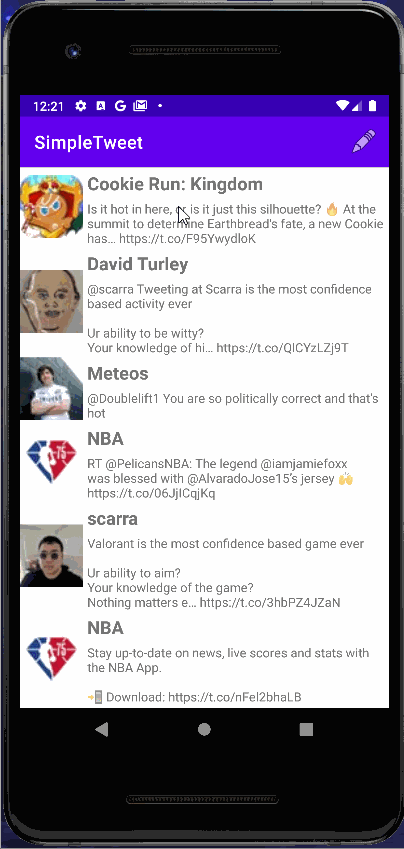 12:21
SimpleTweet
Cookie Run: Kingdom
Is it hot in here, or is it just this silhouette? 🔥 At the
summit to determine Earthbread's fate, a new Cookie
has… https://t.co/F95YwydloK
David Turley
@scarra Tweeting at Scarra is the most confidence
based activity ever
Ur ability to be witty?
Your knowledge of hi… https://t.co/QlCYzLZj9T
Meteos
@Doublelift1 You are so politically correct and that's
hot
NBA
RT @PelicansNBA: The legend @iamjamiefoxx
was blessed with @AlvaradoJose15's jersey 🙌
https://t.co/06JjICqjKq
scarra
Valorant is the most confidence based game ever
Ur ability to aim?
Your knowledge of the game?
Nothing matters e… https://t.co/3hbPZ4JZaN
NBA
Stay up-to-date on news, live scores and stats with
the NBA App.
📲 Download: https://t.co/nFel2bhaLB